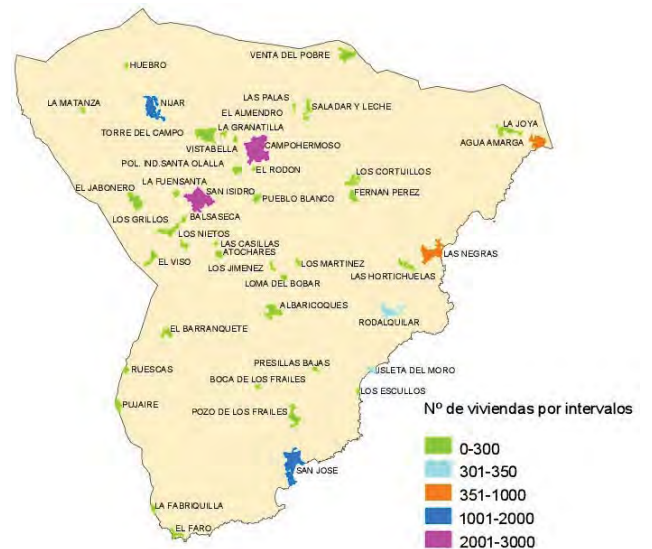 VENTA DEL POBRE
HUEBRO
LA MATANZA
NIJAR
LAS PALAS
EL ALMENDRO
SALADAR Y LECHE
LA JOYA
TORRE DEL CAMPO
LA GRANATILLA
AGUA AMARGA
VISTABELLA
CAMPOHERMOSO
POL. IND.SANTA OLALLA
EL RODON
LOS CORTIJILLOS
LA FUENSANTA
EL JABONERO
SAN ISIDRO
PUEBLO BLANCO
FERNAN PEREZ
LOS GRILLOS
BALSASECA
LOS NIETOS
LAS CASILLAS
ATOCHARES
LAS NEGRAS
EL VISO
LOS JIMENEZ
LOS MARTINEZ
LAS HORTICHUELAS
LOMA DEL BOBAR
ALBARICOQUES
RODALQUILAR
EL BARRANQUETE
RUESCAS
PRESILLAS BAJAS
ISLETA DEL MORO
BOCA DE LOS FRAILES
LOS ESCULLOS
PUJAIRE
POZO DE LOS FRAILES
SAN JOSE
LA FABRIQUILLA
EL FARO
Nº de viviendas por intervalos
0-300
301-350
351-1000
1001-2000
2001-3000